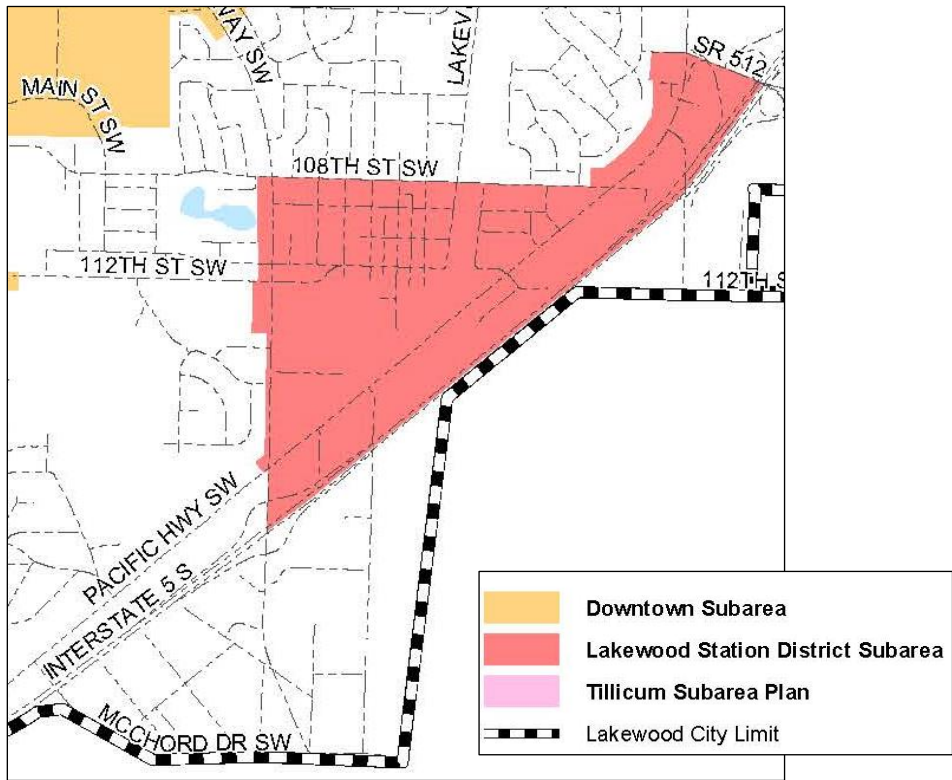 WAY SW
LAKEV
SR 512
MAIN ST SW
108TH ST SW
112TH ST SW
112TH S
PACIFIC HWY SW
INTERSTATE 5 S
MCCHORD DR SW
Downtown Subarea
Lakewood Station District Subarea
Tillicum Subarea Plan
Lakewood City Limit